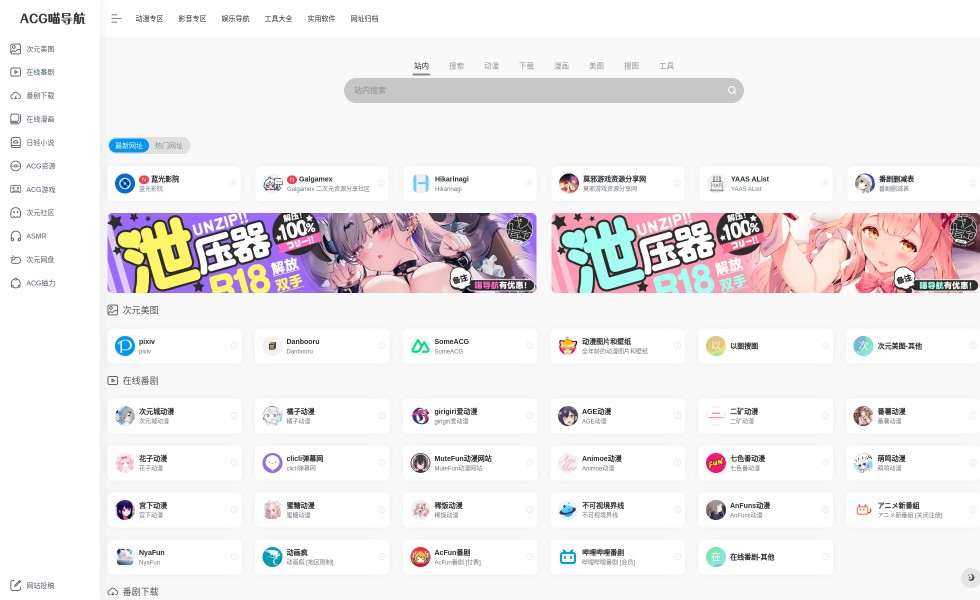 ACG喵导航
次元美图
在线番剧
番剧下载
在线漫画
日轻小说
ACG资源
ACG游戏
次元社区
ASMR
次元网盘
ACG磁力
网站投稿
动漫专区 影音专区 娱乐导航 工具大全 实用软件 网址归档
站内 搜索 动漫 下载 漫画 美图 搜图 工具
站内搜索
最新网址 热门网址
N 蓝光影院
蓝光影院
N Galgamex
Galgamex 二次元资源分享社区
Hikarinagi
Hikarinagi
莫邪游戏资源分享网
莫邪游戏资源分享网
YAAS AList
YAAS AList
番剧删减表
番剧删减表
UNZIP!!
泄压器
解压!
+100%
フリー!!
R18 解放双手
备注
喵导航有优惠!
UNZIP!!
泄压器
解压!
+100%
フリー!!
R18 解放双手
备注
喵导航有优惠!
次元美图
pixiv
pixiv
Danbooru
Danbooru
SomeACG
SomeACG
动漫图片和壁纸
全年龄的动漫图片和壁纸
以
以图搜图
次
次元美图-其他
在线番剧
次元城动漫
次元城动漫
橘子动漫
橘子动漫
girigiri爱动漫
girigiri爱动漫
AGE动漫
AGE动漫
二矿动漫
二矿动漫
番薯动漫
番薯动漫
花子动漫
花子动漫
clicli弹幕网
clicli弹幕网
MuteFun动漫网站
MuteFun动漫网站
Animoe动漫
Animoe动漫
FUN
七色番动漫
七色番动漫
萌鸣动漫
萌鸣动漫
宫下动漫
宫下动漫
蜜糖动漫
蜜糖动漫
稀饭动漫
稀饭动漫
不可视境界线
不可视境界线
AnFuns动漫
AnFuns动漫
アニメ新番組
アニメ新番組 [关闭注册]
NyaFun
NyaFun
动画疯
动画疯 [地区限制]
AcFun番剧
AcFun番剧 [付费]
哔哩哔哩番剧
哔哩哔哩番剧 [会员]
在
在线番剧-其他
番剧下载